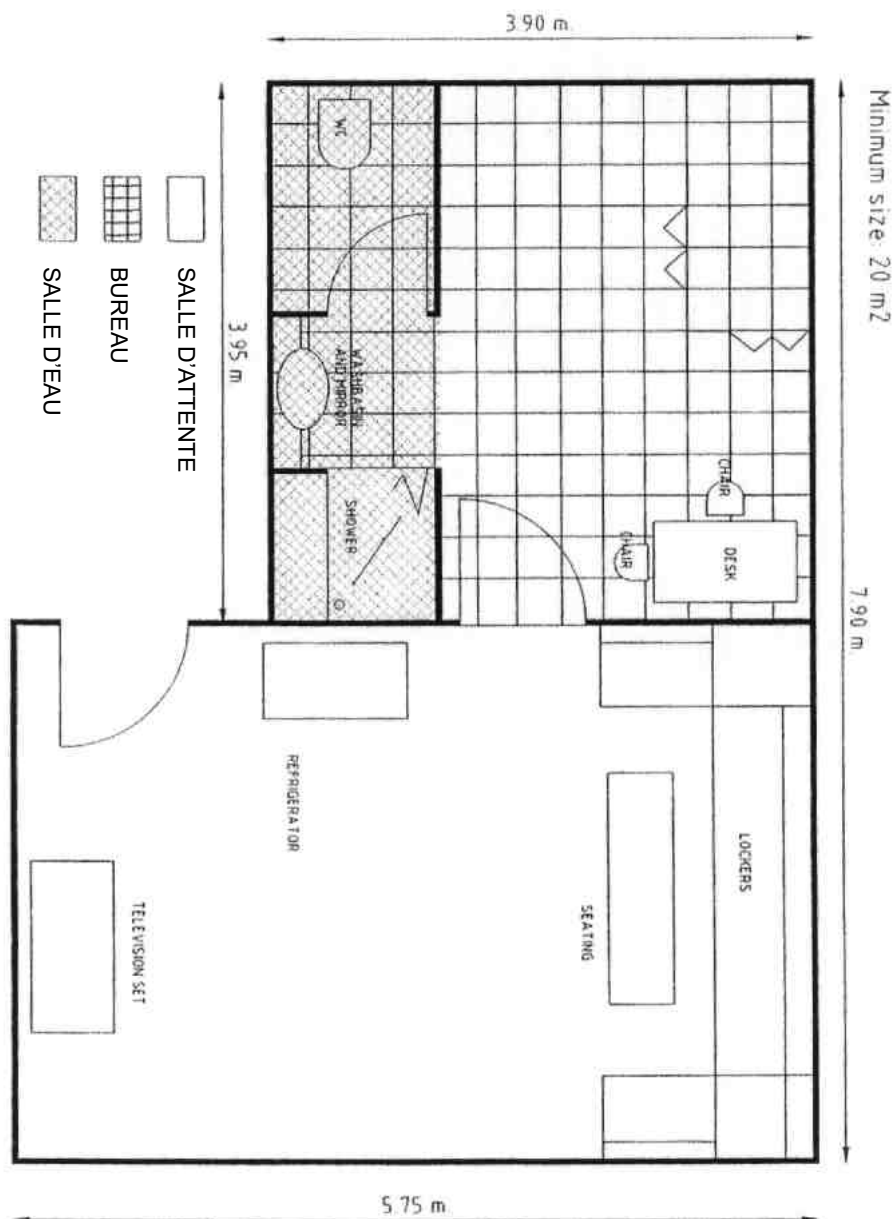 Minimum size: 20 m2
7.90 m
3.90 m.
5.75 m.
3.95 m
WC
WASHBASIN
AND MIRROR
SHOWER
CHAIR
CHAIR
DESK
LOCKERS
SEATING
REFRIGERATOR
TELEVISION SET
SALLE D'ATTENTE
BUREAU
SALLE D'EAU